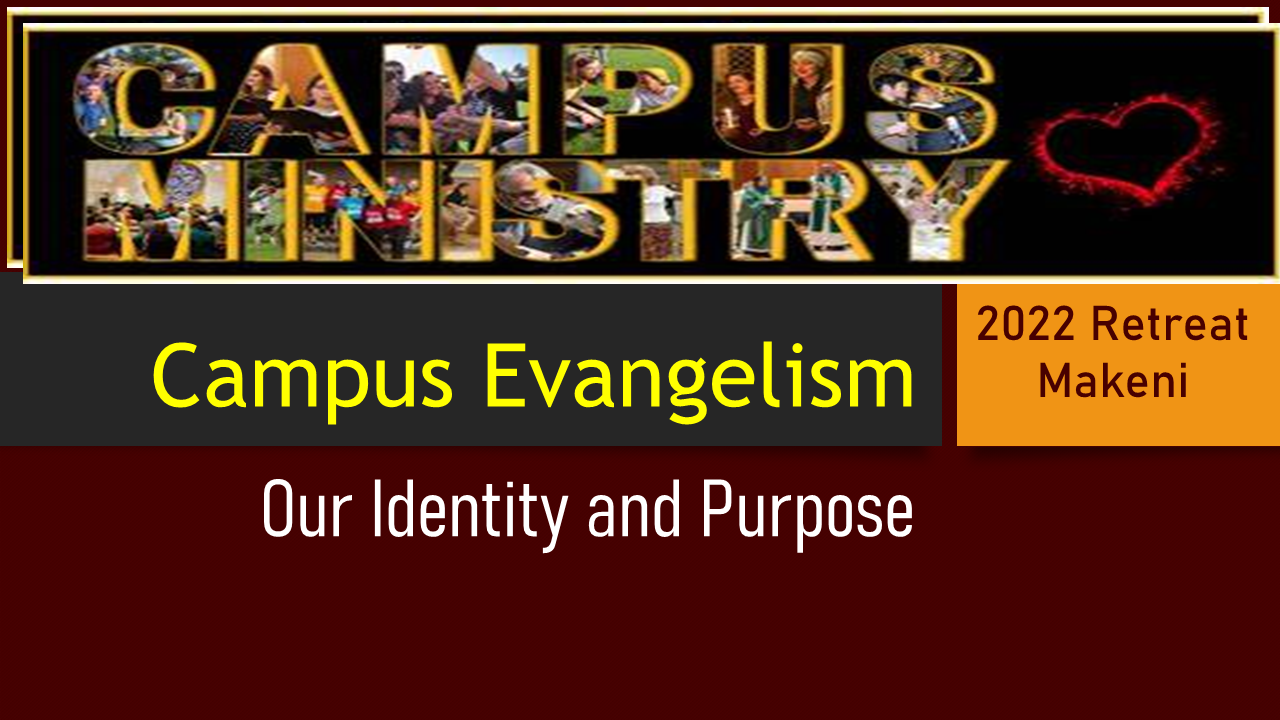 CAMPUS
MINISTRY
Campus Evangelism
2022 Retreat
Makeni
Our Identity and Purpose